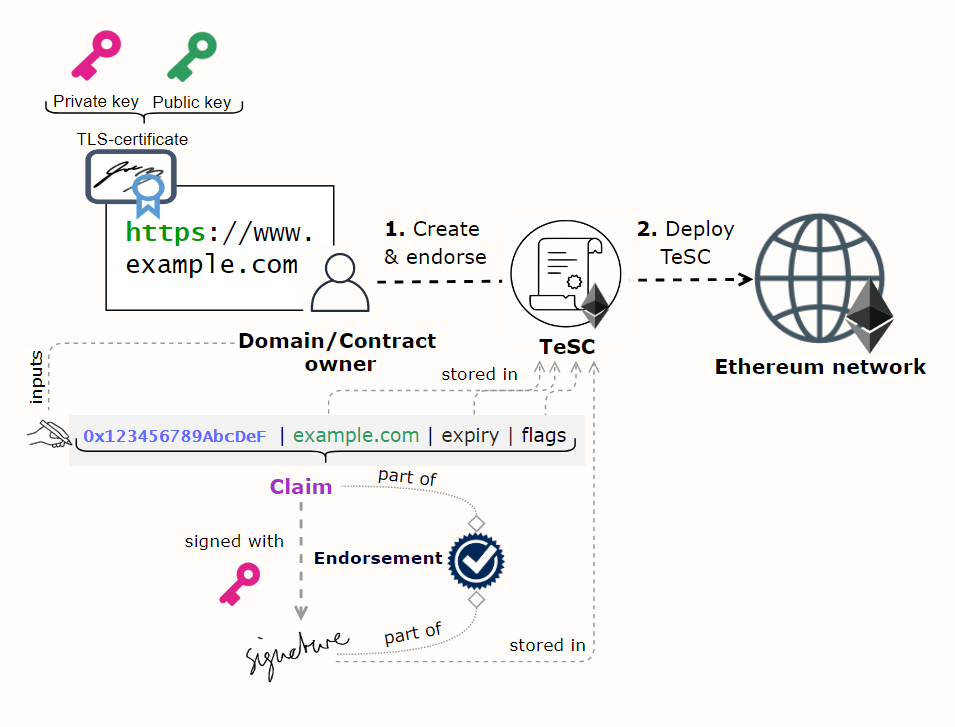 Private key
Public key
TLS-certificate
https://www.
example.com
1. Create
& endorse
2. Deploy
TeSC
Domain/Contract
owner
TeSC
Ethereum network
inputs
stored in
0x123456789AbcDeF | example.com | expiry | flags
Claim
part of
signed with
Endorsement
signature
part of
stored in